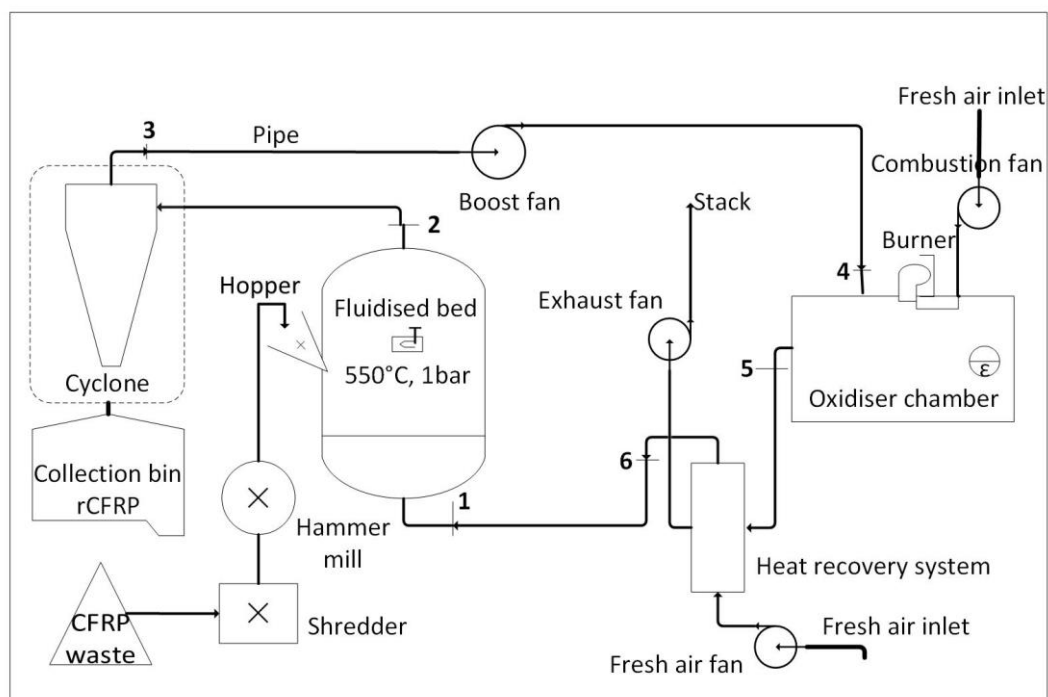 Fresh air inlet
3
Pipe
Combustion fan
Boost fan
Stack
2
Burner
4
Hopper
Exhaust fan
Fluidised bed
T
550°C, 1bar
5
ε
Cyclone
Oxidiser chamber
6
Collection bin
rCFRP
1
Hammer
mill
Heat recovery system
CFRP
waste
Shredder
Fresh air inlet
Fresh air fan